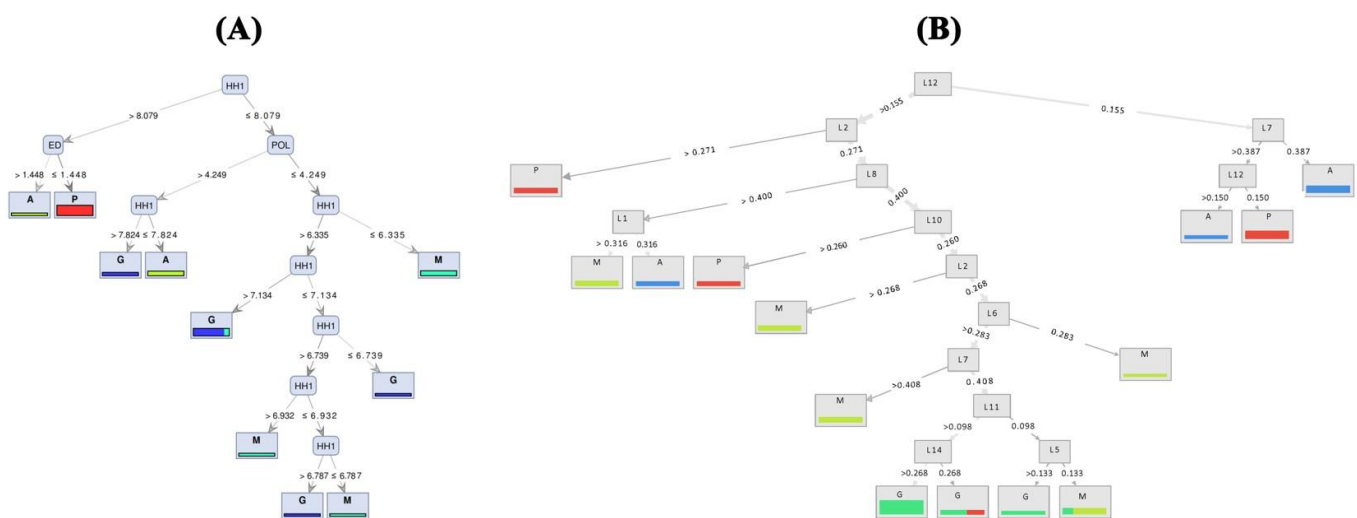 (A)
HH1
> 8.079
≤ 8.079
ED
POL
> 1.448
≤ 1.448
> 4.249
≤ 4.249
A
P
HH1
HH1
> 7.824
≤ 7.824
> 6.335
≤ 6.335
G
A
HH1
M
> 7.134
≤ 7.134
G
HH1
> 6.739
≤ 6.739
HH1
G
> 6.932
≤ 6.932
M
HH1
> 6.787
≤ 6.787
G
M
(B)
L12
>0.155
0.155
L2
L7
> 0.271
0.271
>0.387
0.387
P
L8
L12
A
> 0.400
0.400
>0.150
0.150
L1
L10
A
P
> 0.316
0.316
> 0.260
0.260
M
A
P
L2
> 0.268
0.268
M
L6
>0.283
0.283
L7
M
>0.408
0.408
M
L11
>0.098
0.098
L14
L5
>0.268
0.268
>0.133
0.133
G
G
G
M